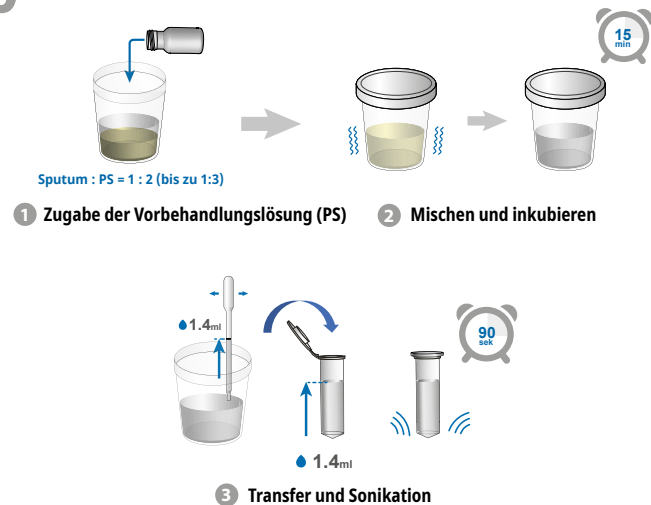 15
min
Sputum : PS = 1 : 2 (bis zu 1:3)
1 Zugabe der Vorbehandlungslösung (PS)
2 Mischen und inkubieren
1.4ml
90
sek
1.4ml
3 Transfer und Sonikation